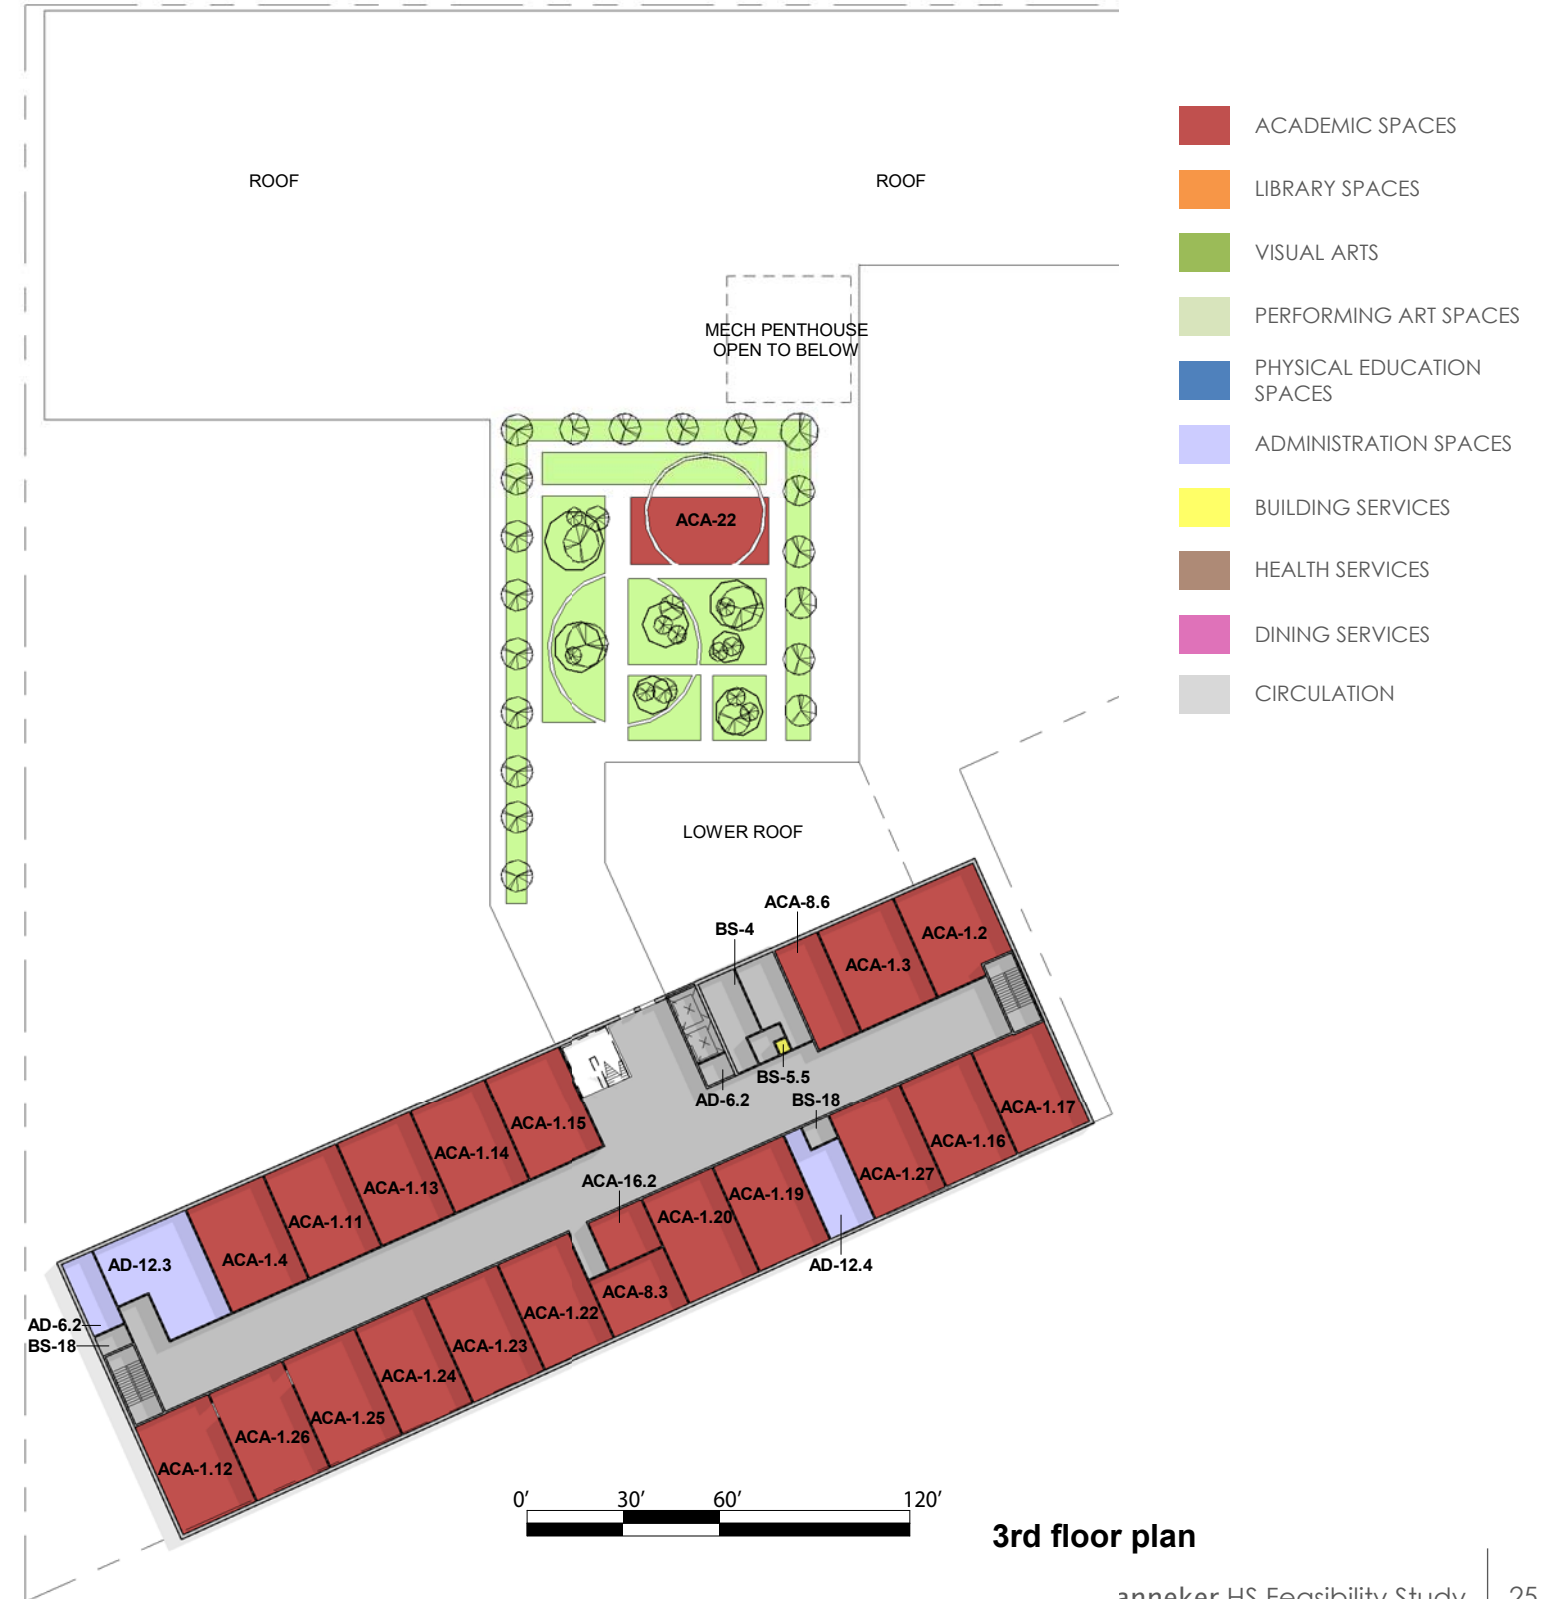 ROOF
ROOF
ACADEMIC SPACES
LIBRARY SPACES
VISUAL ARTS
PERFORMING ART SPACES
PHYSICAL EDUCATION
SPACES
ADMINISTRATION SPACES
BUILDING SERVICES
HEALTH SERVICES
DINING SERVICES
CIRCULATION
MECH PENTHOUSE
OPEN TO BELOW
ACA-22
LOWER ROOF
ACA-8.6
BS-4
ACA-1.2
ACA-1.3
BS-5.5
AD-6.2
BS-18
ACA-1.17
ACA-1.15
ACA-1.16
ACA-1.14
ACA-1.27
ACA-16.2
ACA-1.13
ACA-1.19
ACA-1.20
ACA-1.11
ACA-1.4
AD-12.3
AD-12.4
ACA-8.3
ACA-1.22
AD-6.2
BS-18
ACA-1.23
ACA-1.24
ACA-1.25
ACA-1.26
ACA-1.12
0' 30' 60' 120'
3rd floor plan
HS Feasibility Study 25